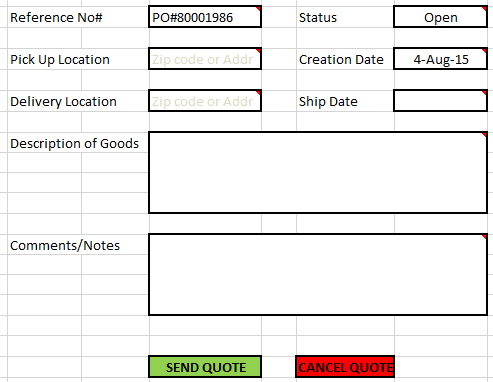 Reference No# PO#80001986 Status Open
Pick Up Location Zip code or Addr Creation Date 4-Aug-15
Delivery Location Zip code or Addr Ship Date
Description of Goods
Comments/Notes
SEND QUOTE CANCEL QUOTE